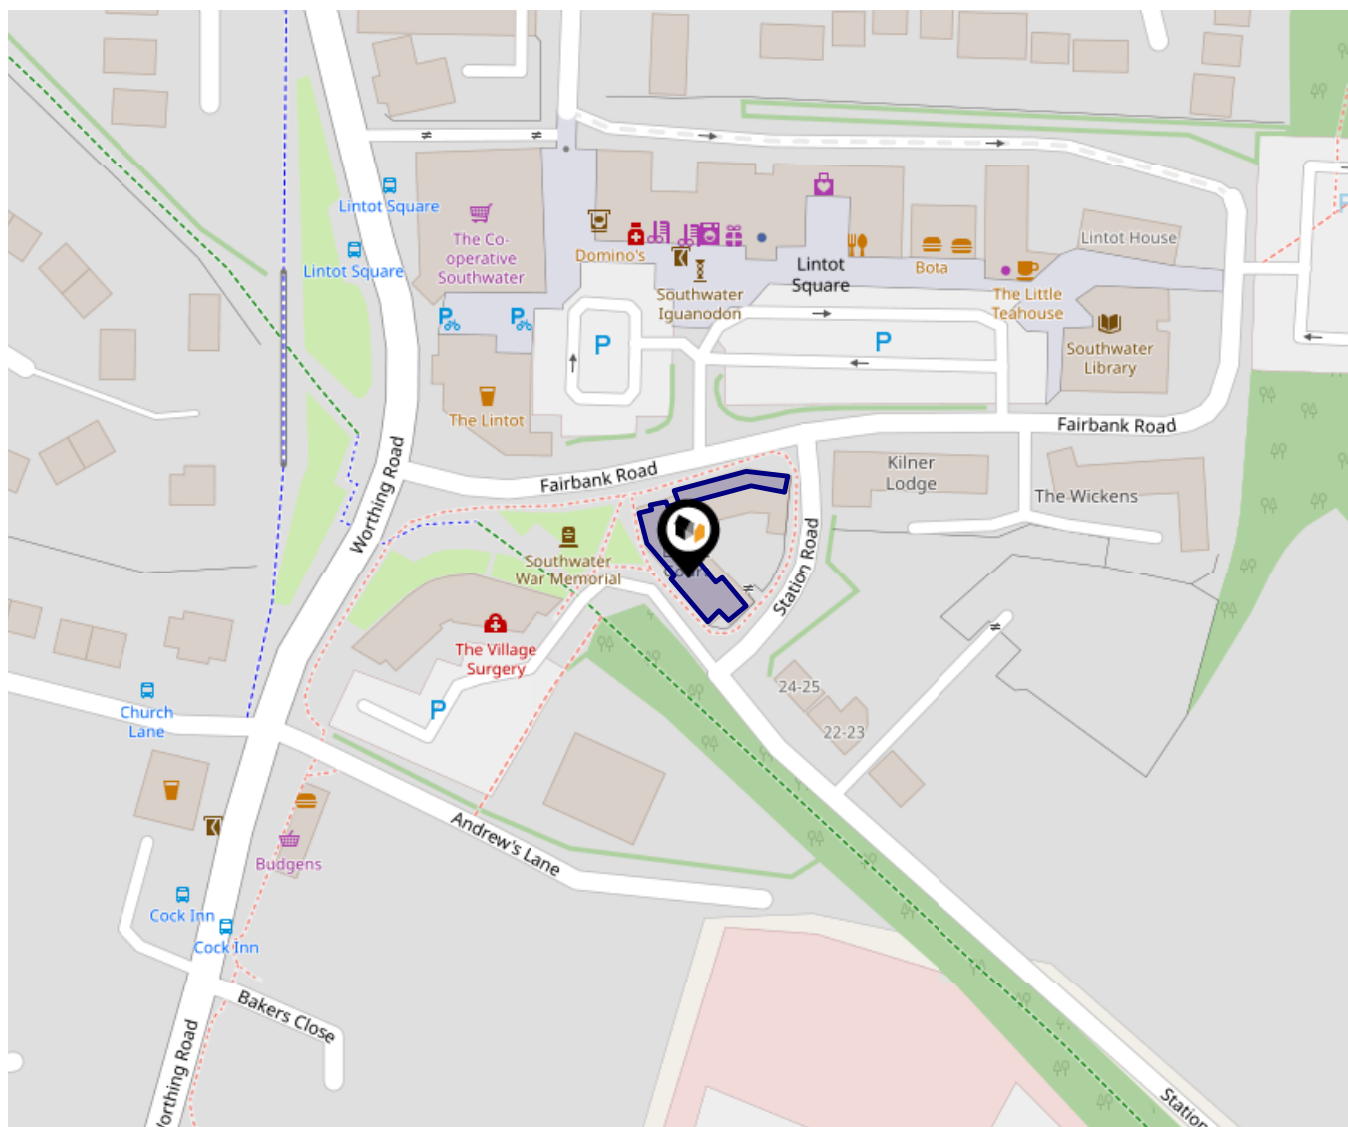 Lintot Square
Lintot Square
The Co-
operative
Southwater
Domino's
Southwater
Iguanodon
Lintot
Square
Bota
The Little
Teahouse
Lintot House
Southwater
Library
P
P
P
P
P
The Lintot
Fairbank Road
Fairbank Road
Kilner
Lodge
The Wickens
Worthing Road
Southwater
War Memorial
Station Road
The Village
Surgery
24-25
22-23
P
Church
Lane
Andrew's Lane
Budgens
Cock Inn
Cock Inn
Bakers Close
Worthing Road
Station